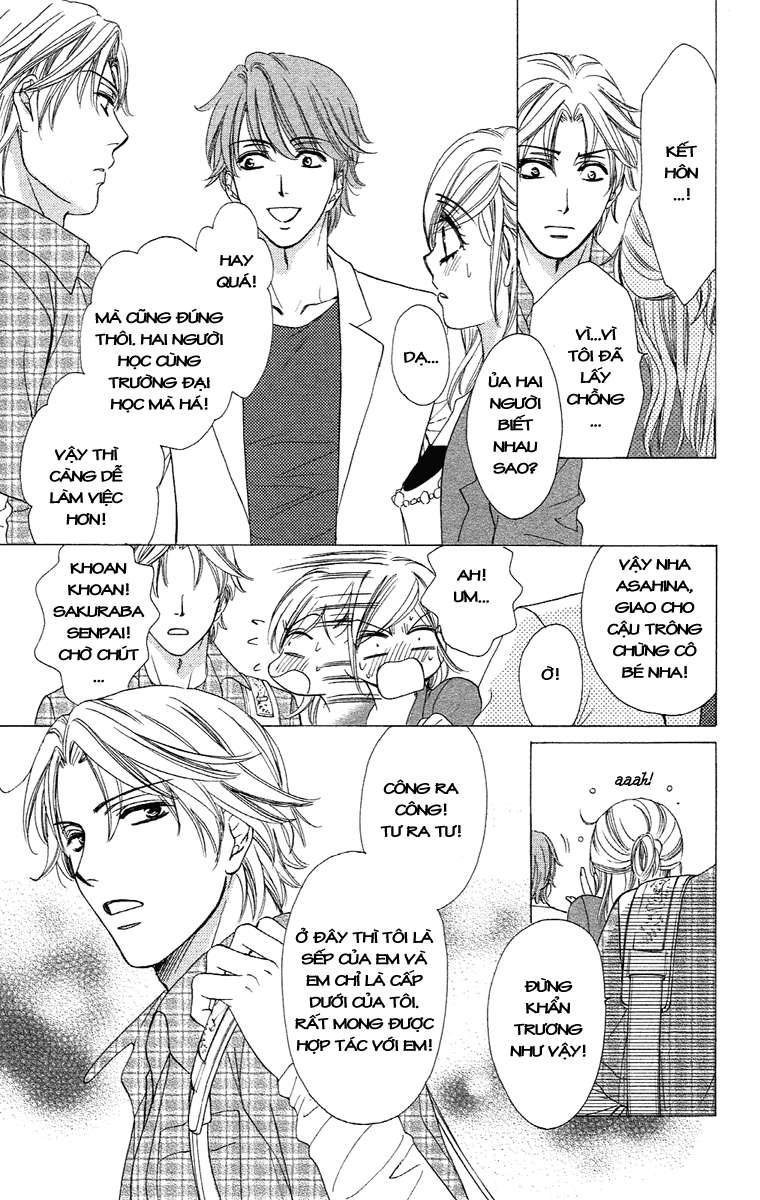 KẾT
HÔN
...!
VÌ...VÌ
TÔI ĐÃ
LẤY
CHỒNG
...
ỦA HAI
NGƯỜI
BIẾT
NHAU
SAO?
DẠ...
HAY
QUÁ!
MÀ CŨNG ĐÚNG
THÔI. HAI NGƯỜI
HỌC CÙNG
TRƯỜNG ĐẠI
HỌC MÀ HÁ!
VẬY THÌ
CÀNG DỄ
LÀM VIỆC
HƠN!
VẬY NHA
ASAHINA,
GIAO CHO
CẬU TRÔNG
CHỪNG CÔ
BÉ NHA!
Ờ!
AH!
ƯM...
KHOAN
KHOAN!
SAKURABA
SENPAI!
CHỜ CHÚT
...
aaah!
ĐỪNG
KHẨN
TRƯƠNG
NHƯ VẬY!
CÔNG RA
CÔNG!
TƯ RA TƯ!
Ở ĐÂY THÌ TÔI LÀ
SẾP CỦA EM VÀ
EM CHỈ LÀ CẤP
DƯỚI CỦA TÔI.
RẤT MONG ĐƯỢC
HỢP TÁC VỚI EM!